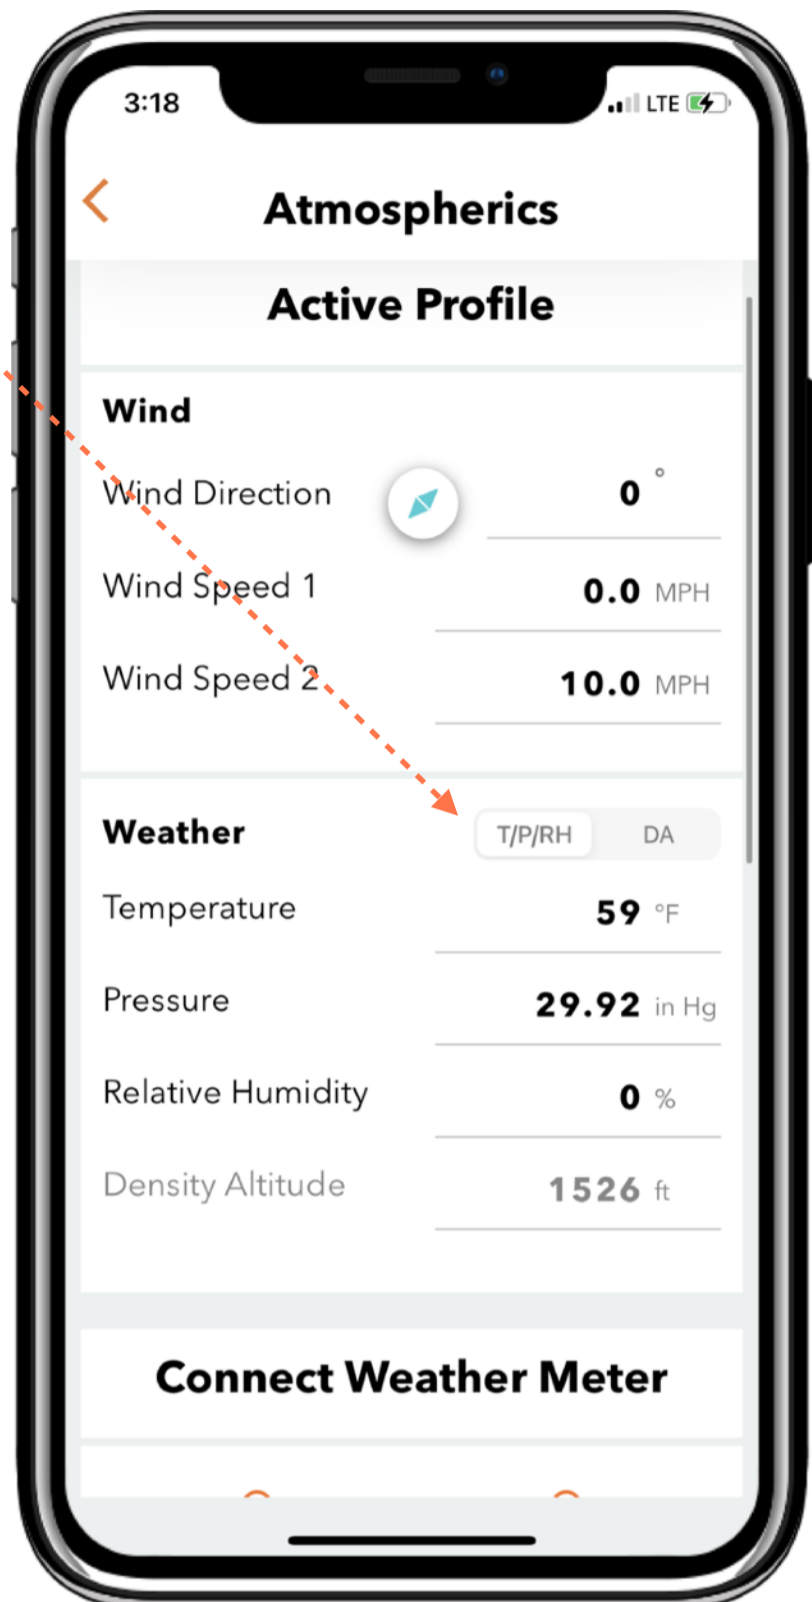 3:18 LTE
Atmospherics
Active Profile
Wind
Wind Direction 0 °
Wind Speed 1 0.0 MPH
Wind Speed 2 10.0 MPH
Weather T/P/RH DA
Temperature 59 °F
Pressure 29.92 in Hg
Relative Humidity 0 %
Density Altitude 1526 ft
Connect Weather Meter